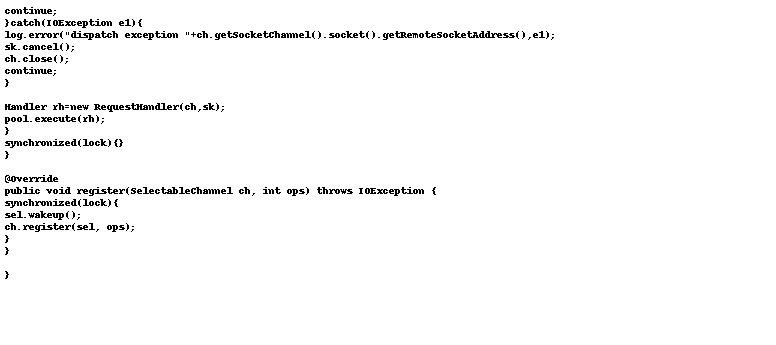 continue;
}catch(IOException e1){
log.error("dispatch exception "+ch.getSocketChannel().socket().getRemoteSocketAddress(),e1);
sk.cancel();
ch.close();
continue;
}
Handler rh=new RequestHandler(ch,sk);
pool.execute(rh);
}
synchronized(lock){}
}
@Override
public void register(SelectableChannel ch, int ops) throws IOException {
synchronized(lock){
sel.wakeup();
ch.register(sel, ops);
}
}
}